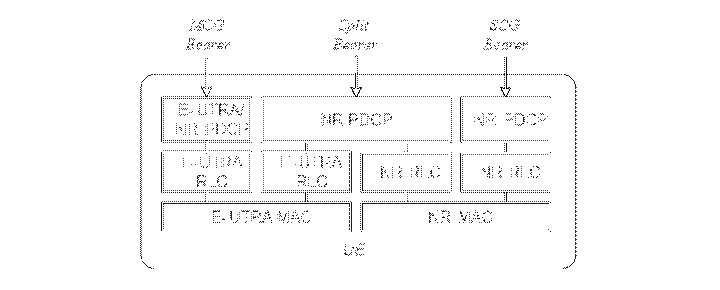 MCG
Bearer
Split
Bearer
SCG
Bearer
E-UTRA/
NR PDCP
NR PDCP
NR PDCP
E-UTRA
RLC
E-UTRA
RLC
NR RLC
NR RLC
E-UTRA MAC
NR MAC
UE